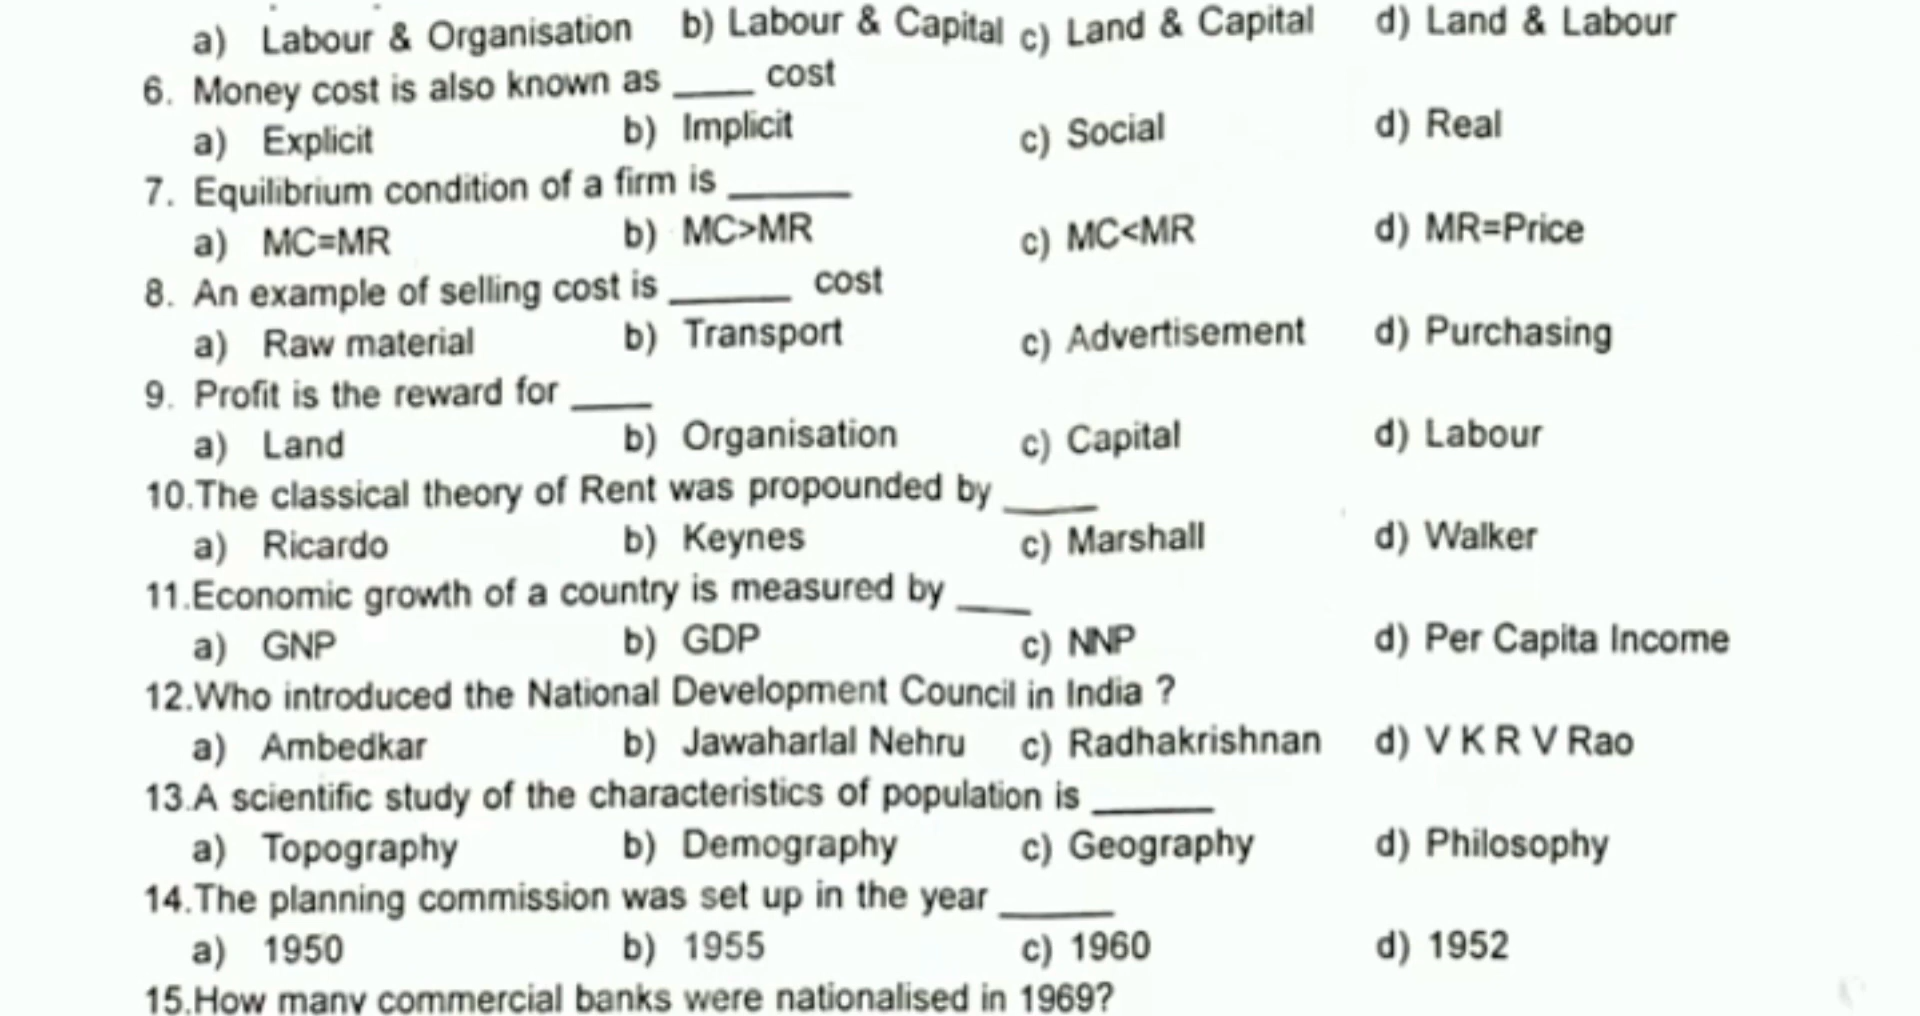 a) Labour & Organisation b) Labour & Capital c) Land & Capital d) Land & Labour
6. Money cost is also known as ____ cost
a) Explicit b) Implicit c) Social d) Real
7. Equilibrium condition of a firm is ______
a) MC=MR b) MC>MR c) MC<MR d) MR=Price
8. An example of selling cost is ______ cost
a) Raw material b) Transport c) Advertisement d) Purchasing
9. Profit is the reward for ____
a) Land b) Organisation c) Capital d) Labour
10.The classical theory of Rent was propounded by _____
a) Ricardo b) Keynes c) Marshall d) Walker
11.Economic growth of a country is measured by ____
a) GNP b) GDP c) NNP d) Per Capita Income
12.Who introduced the National Development Council in India ?
a) Ambedkar b) Jawaharlal Nehru c) Radhakrishnan d) V K R V Rao
13.A scientific study of the characteristics of population is ______
a) Topography b) Demography c) Geography d) Philosophy
14.The planning commission was set up in the year ______
a) 1950 b) 1955 c) 1960 d) 1952
15.How many commercial banks were nationalised in 1969?